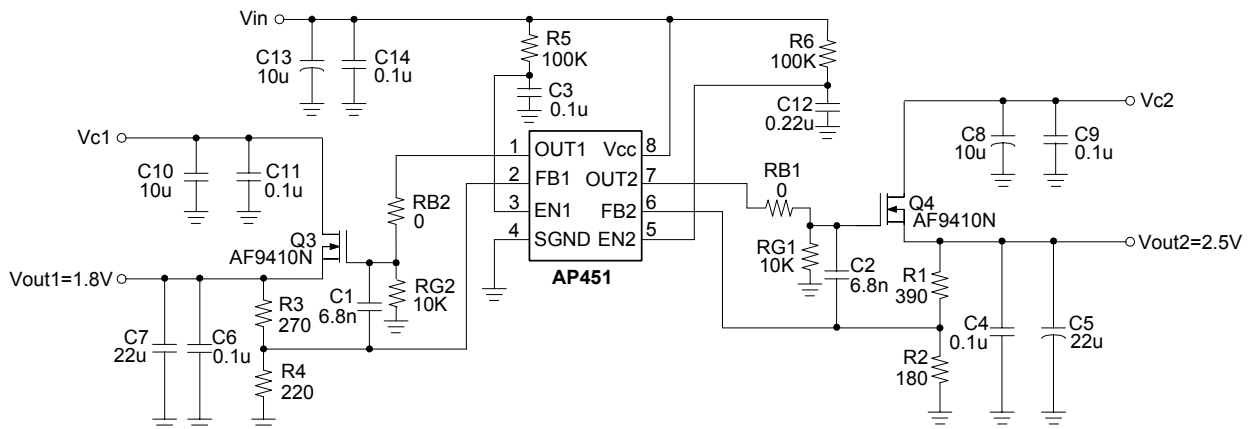 Vin
C13
10u
C14
0.1u
R5
100K
C3
0.1u
R6
100K
C12
0.22u
Vc2
C8
10u
C9
0.1u
Vc1
C10
10u
C11
0.1u
1 OUT1 Vcc 8
2 FB1 OUT2 7
3 EN1 FB2 6
4 SGND EN2 5
AP451
RB2
0
RB1
0
Q4
AF9410N
Q3
AF9410N
RG1
10K
C2
6.8n
Vout2=2.5V
Vout1=1.8V
C1
6.8n
RG2
10K
R1
390
R3
270
C7
22u
C6
0.1u
R4
220
C4
0.1u
C5
22u
R2
180